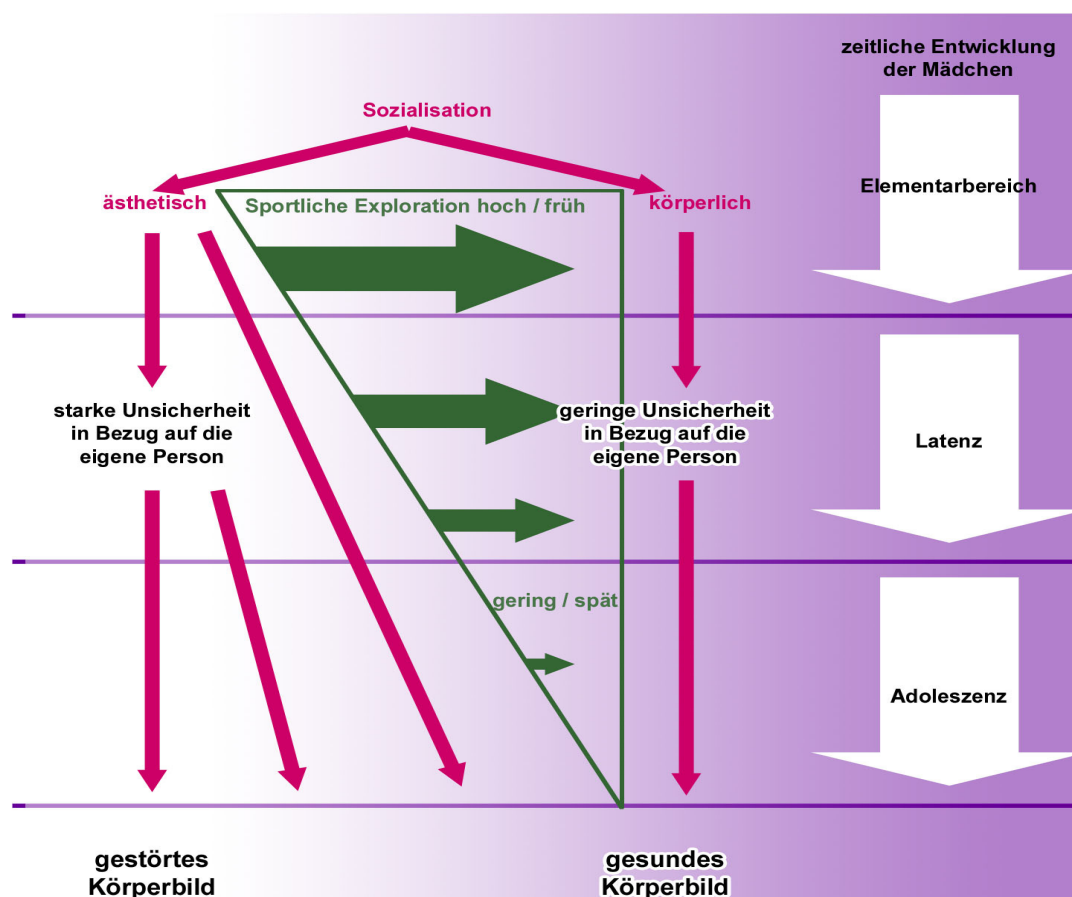 zeitliche Entwicklung
der Mädchen
Sozialisation
Elementarbereich
ästhetisch
Sportliche Exploration hoch / früh
körperlich
starke Unsicherheit
in Bezug auf die
eigene Person
geringe Unsicherheit
in Bezug auf die
eigene Person
Latenz
gering / spät
Adoleszenz
gestörtes
Körperbild
gesundes
Körperbild